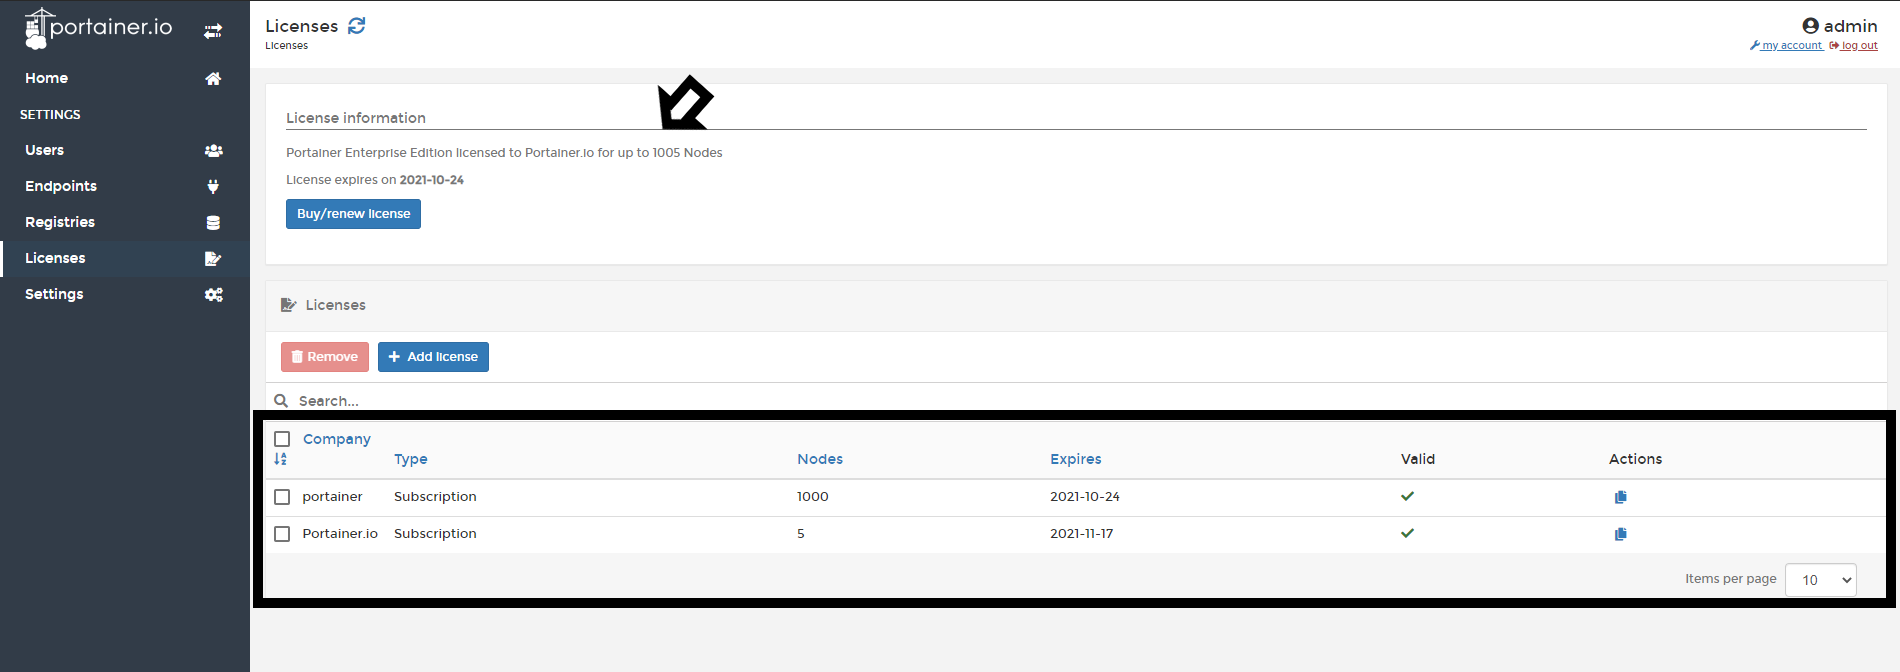 portainer.io
Home
SETTINGS
Users
Endpoints
Registries
Licenses
Settings
Licenses
Licenses
admin
my account log out
License information
Portainer Enterprise Edition licensed to Portainer.io for up to 1005 Nodes
License expires on 2021-10-24
Buy/renew license
Licenses
Remove + Add license
Search...
Company
Type Nodes Expires Valid Actions
portainer Subscription 1000 2021-10-24
Portainer.io Subscription 5 2021-11-17
Items per page 10